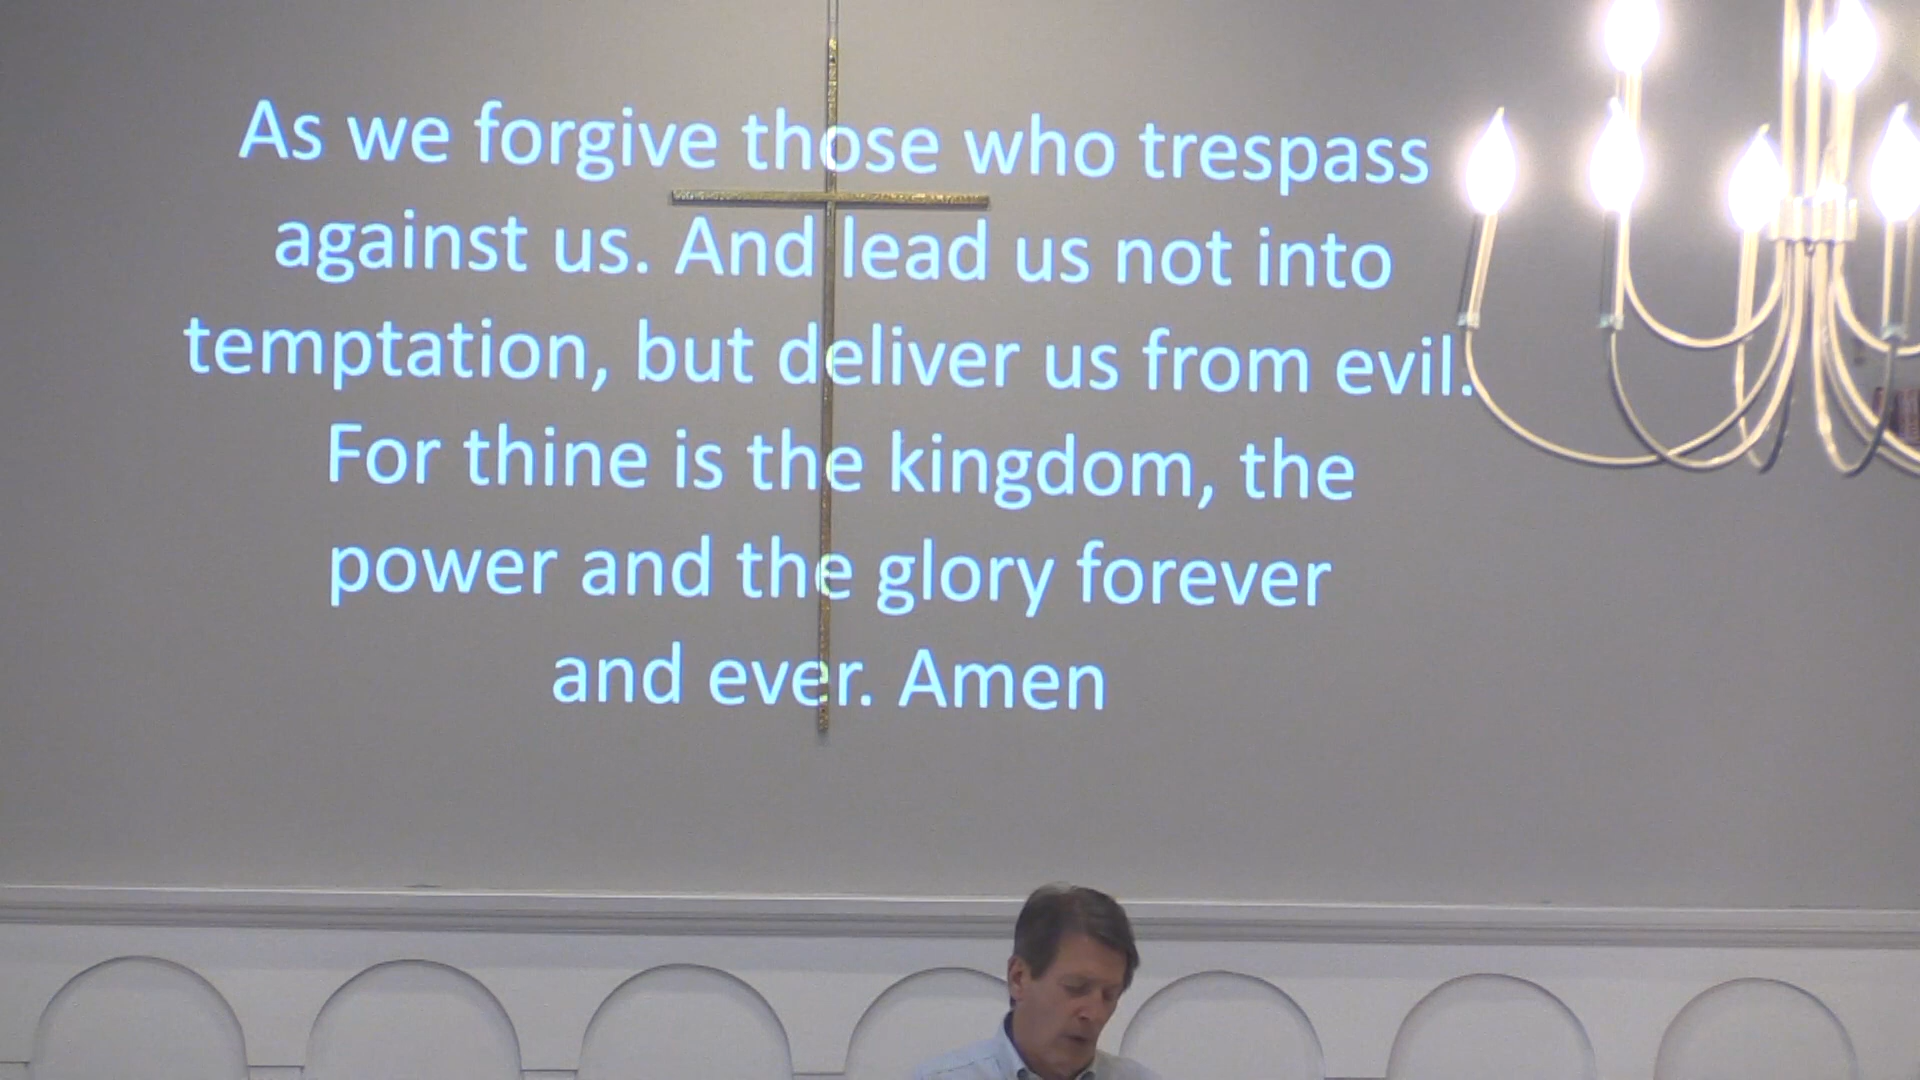 As we forgive those who trespass
against us. And lead us not into
temptation, but deliver us from evil.
For thine is the kingdom, the
power and the glory forever
and ever. Amen